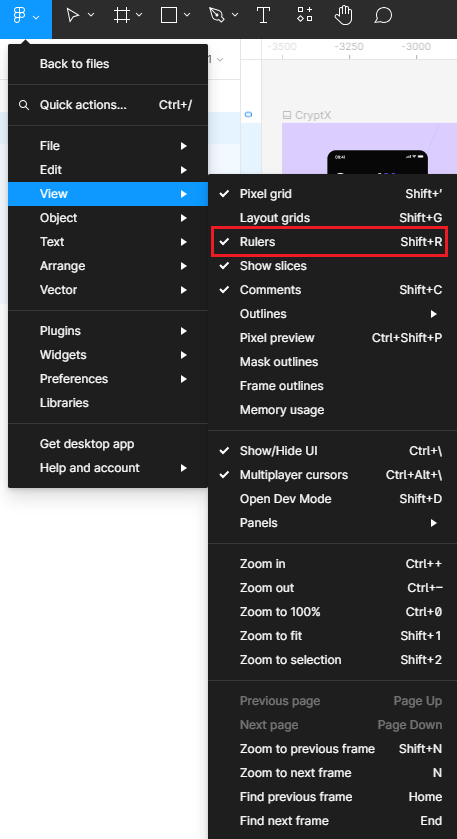 -3500 -3250 -3000
1
Back to files
Quick actions... Ctrl+/
File
Edit
View
Object
Text
Arrange
Vector
Plugins
Widgets
Preferences
Libraries
Get desktop app
Help and account
CryptX
09:41
Pixel grid Shift+'
Layout grids Shift+G
Rulers Shift+R
Show slices
Comments Shift+C
Outlines
Pixel preview Ctrl+Shift+P
Mask outlines
Frame outlines
Memory usage
Show/Hide UI Ctrl+\
Multiplayer cursors Ctrl+Alt+\
Open Dev Mode Shift+D
Panels
Zoom in Ctrl++
Zoom out Ctrl+−
Zoom to 100% Ctrl+0
Zoom to fit Shift+1
Zoom to selection Shift+2
Previous page Page Up
Next page Page Down
Zoom to previous frame Shift+N
Zoom to next frame N
Find previous frame Home
Find next frame End